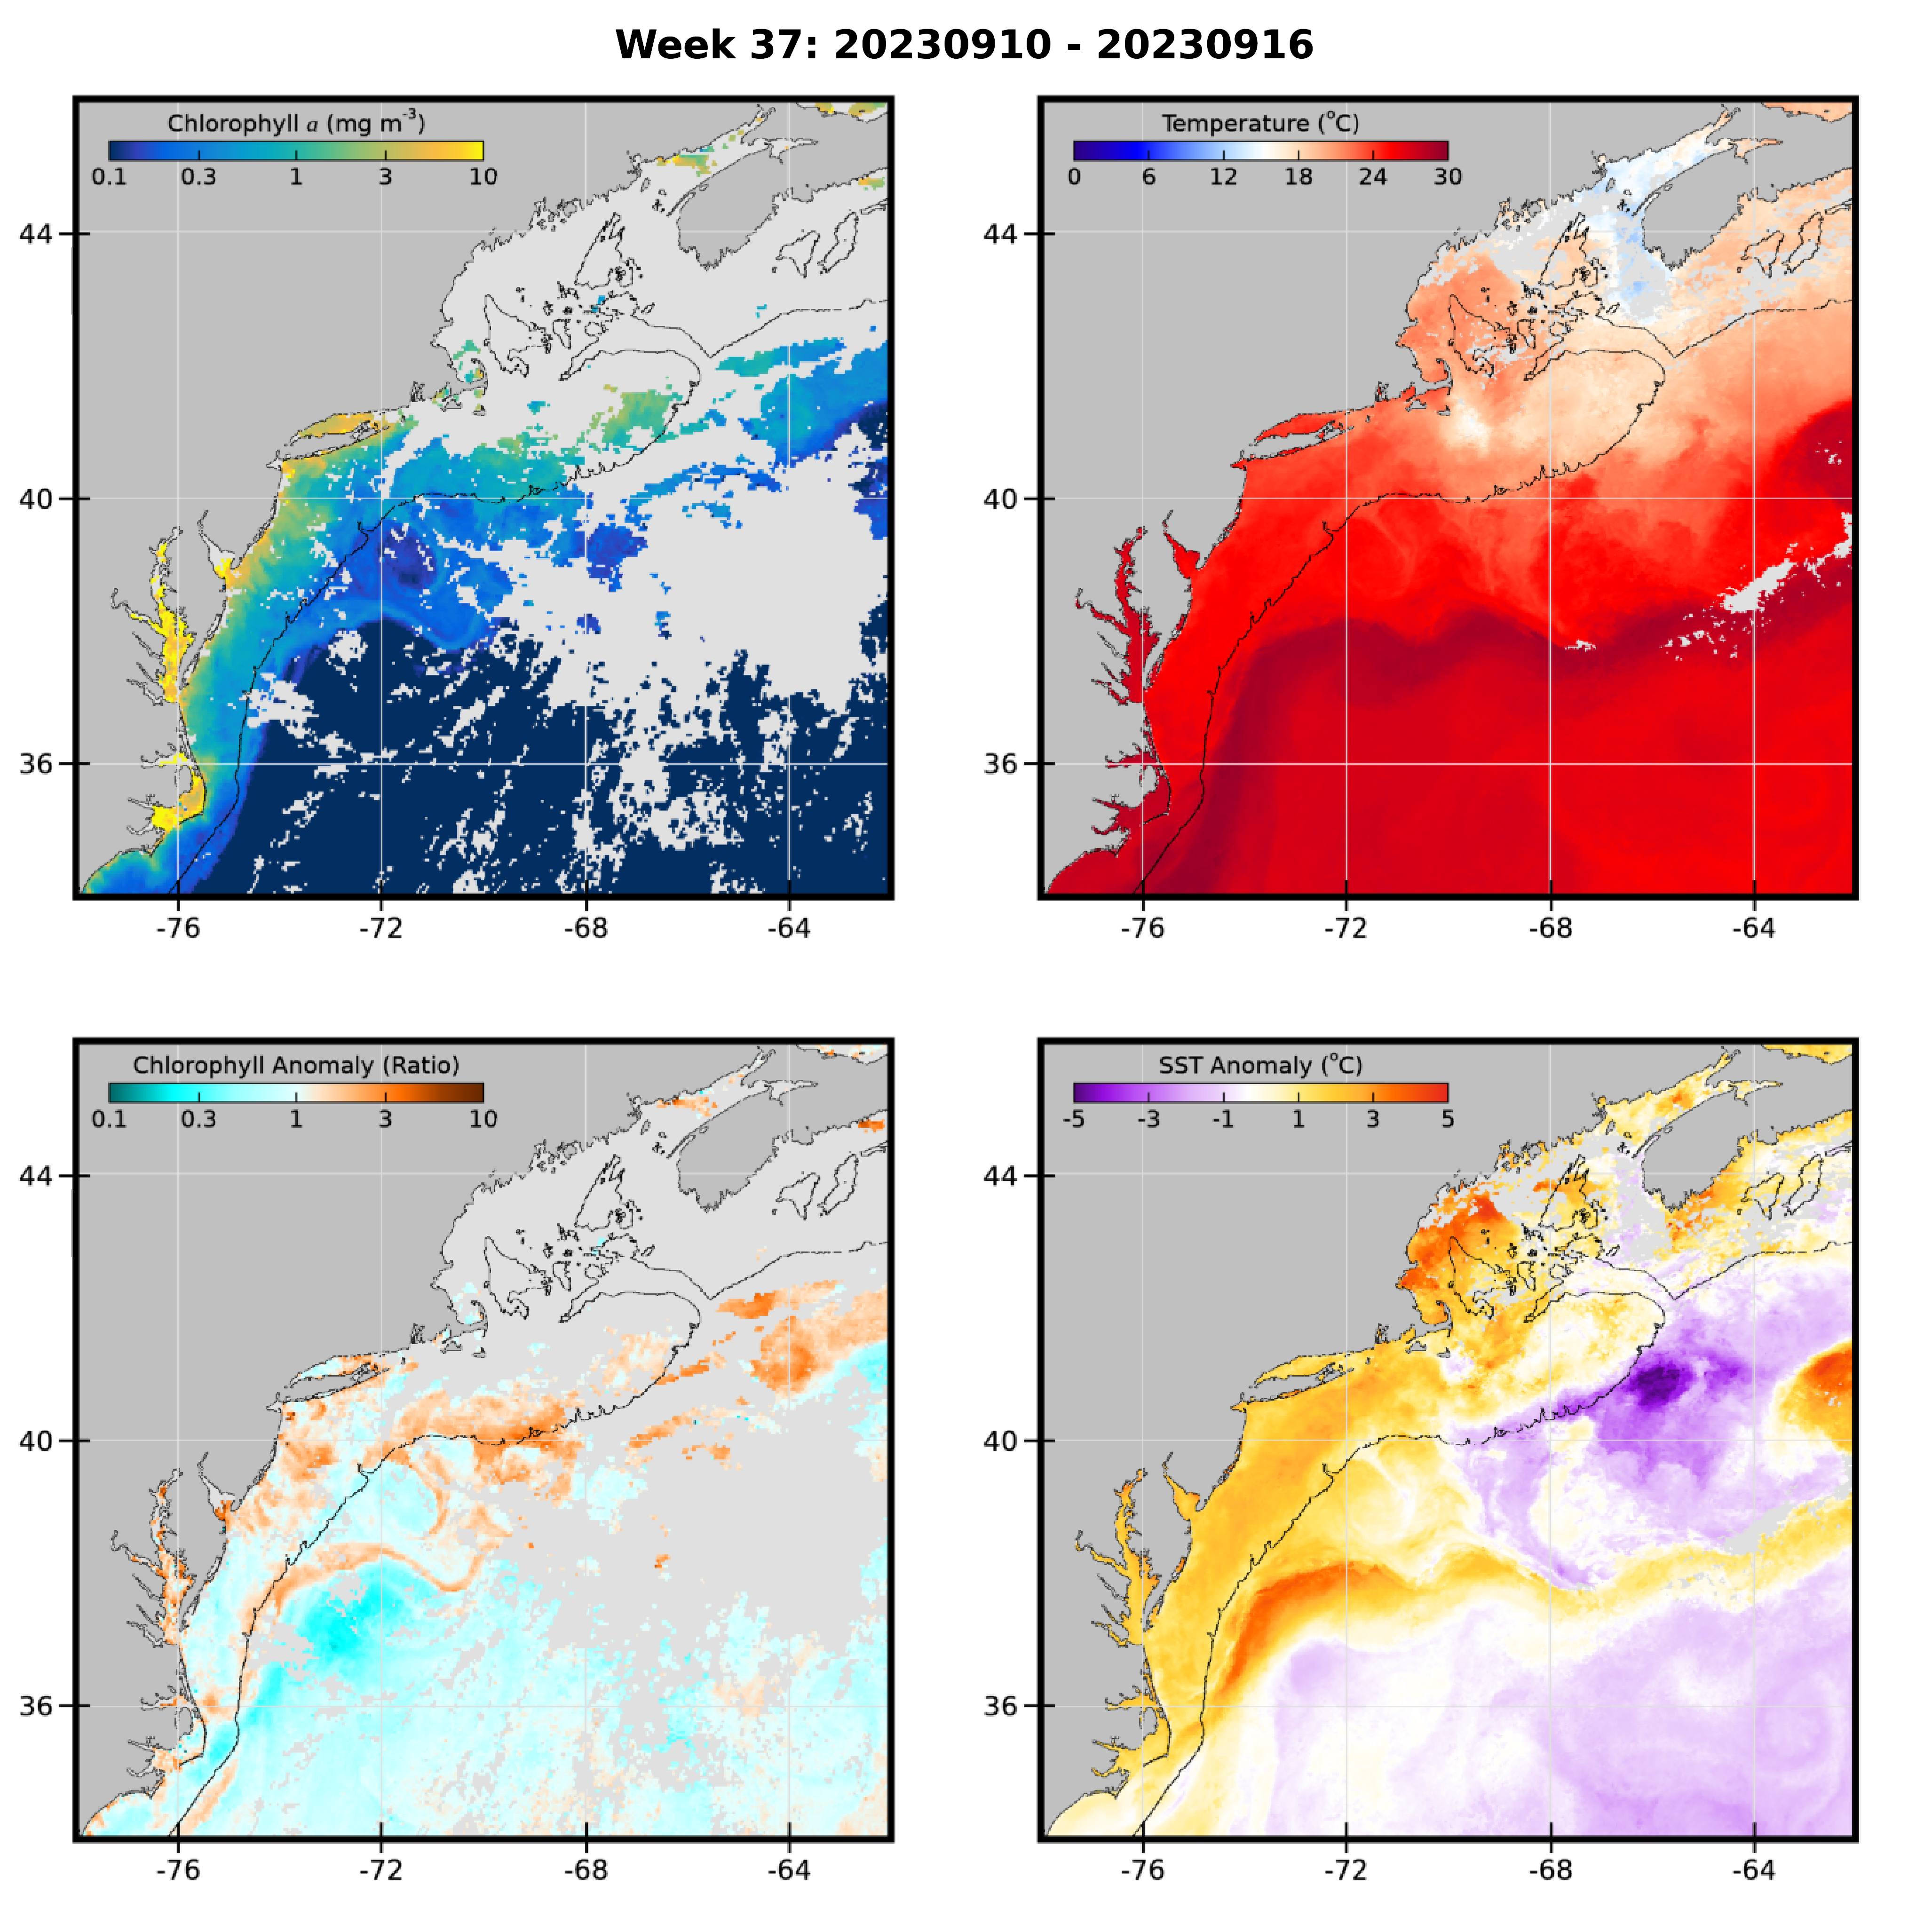 Week 37: 20230910 - 20230916
Chlorophyll a (mg m⁻³)
0.1 0.3 1 3 10
44
40
36
-76 -72 -68 -64
Temperature (°C)
0 6 12 18 24 30
44
40
36
-76 -72 -68 -64
Chlorophyll Anomaly (Ratio)
0.1 0.3 1 3 10
44
40
36
-76 -72 -68 -64
SST Anomaly (°C)
-5 -3 -1 1 3 5
44
40
36
-76 -72 -68 -64